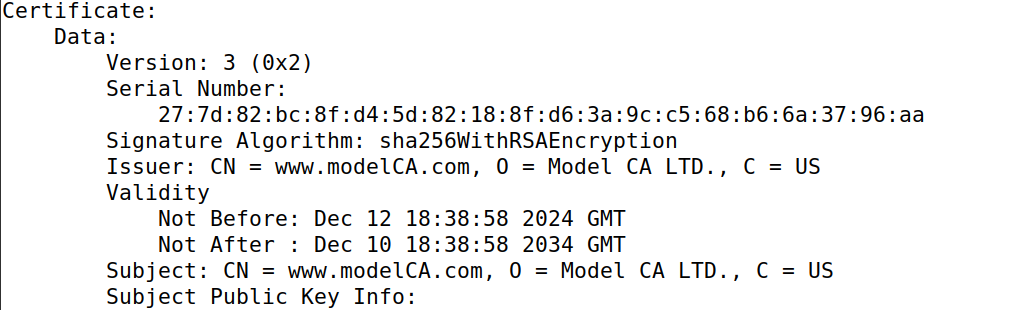 Certificate:
Data:
Version: 3 (0x2)
Serial Number:
27:7d:82:bc:8f:d4:5d:82:18:8f:d6:3a:9c:c5:68:b6:6a:37:96:aa
Signature Algorithm: sha256WithRSAEncryption
Issuer: CN = www.modelCA.com, O = Model CA LTD., C = US
Validity
Not Before: Dec 12 18:38:58 2024 GMT
Not After : Dec 10 18:38:58 2034 GMT
Subject: CN = www.modelCA.com, O = Model CA LTD., C = US
Subject Public Key Info: